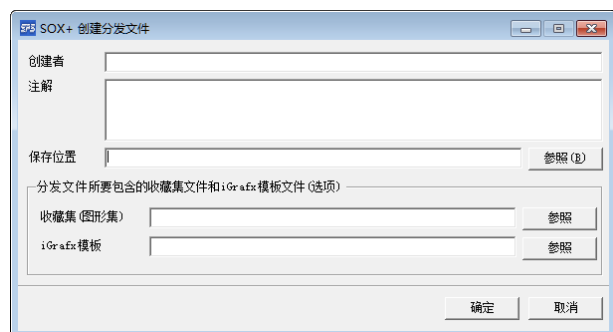 SPS SOX+ 创建分发文件
创建者
注解
保存位置 参照(B)
分发文件所要包含的收藏集文件和iGrafx模板文件(选项)
收藏集(图形集) 参照
iGrafx模板 参照
确定 取消